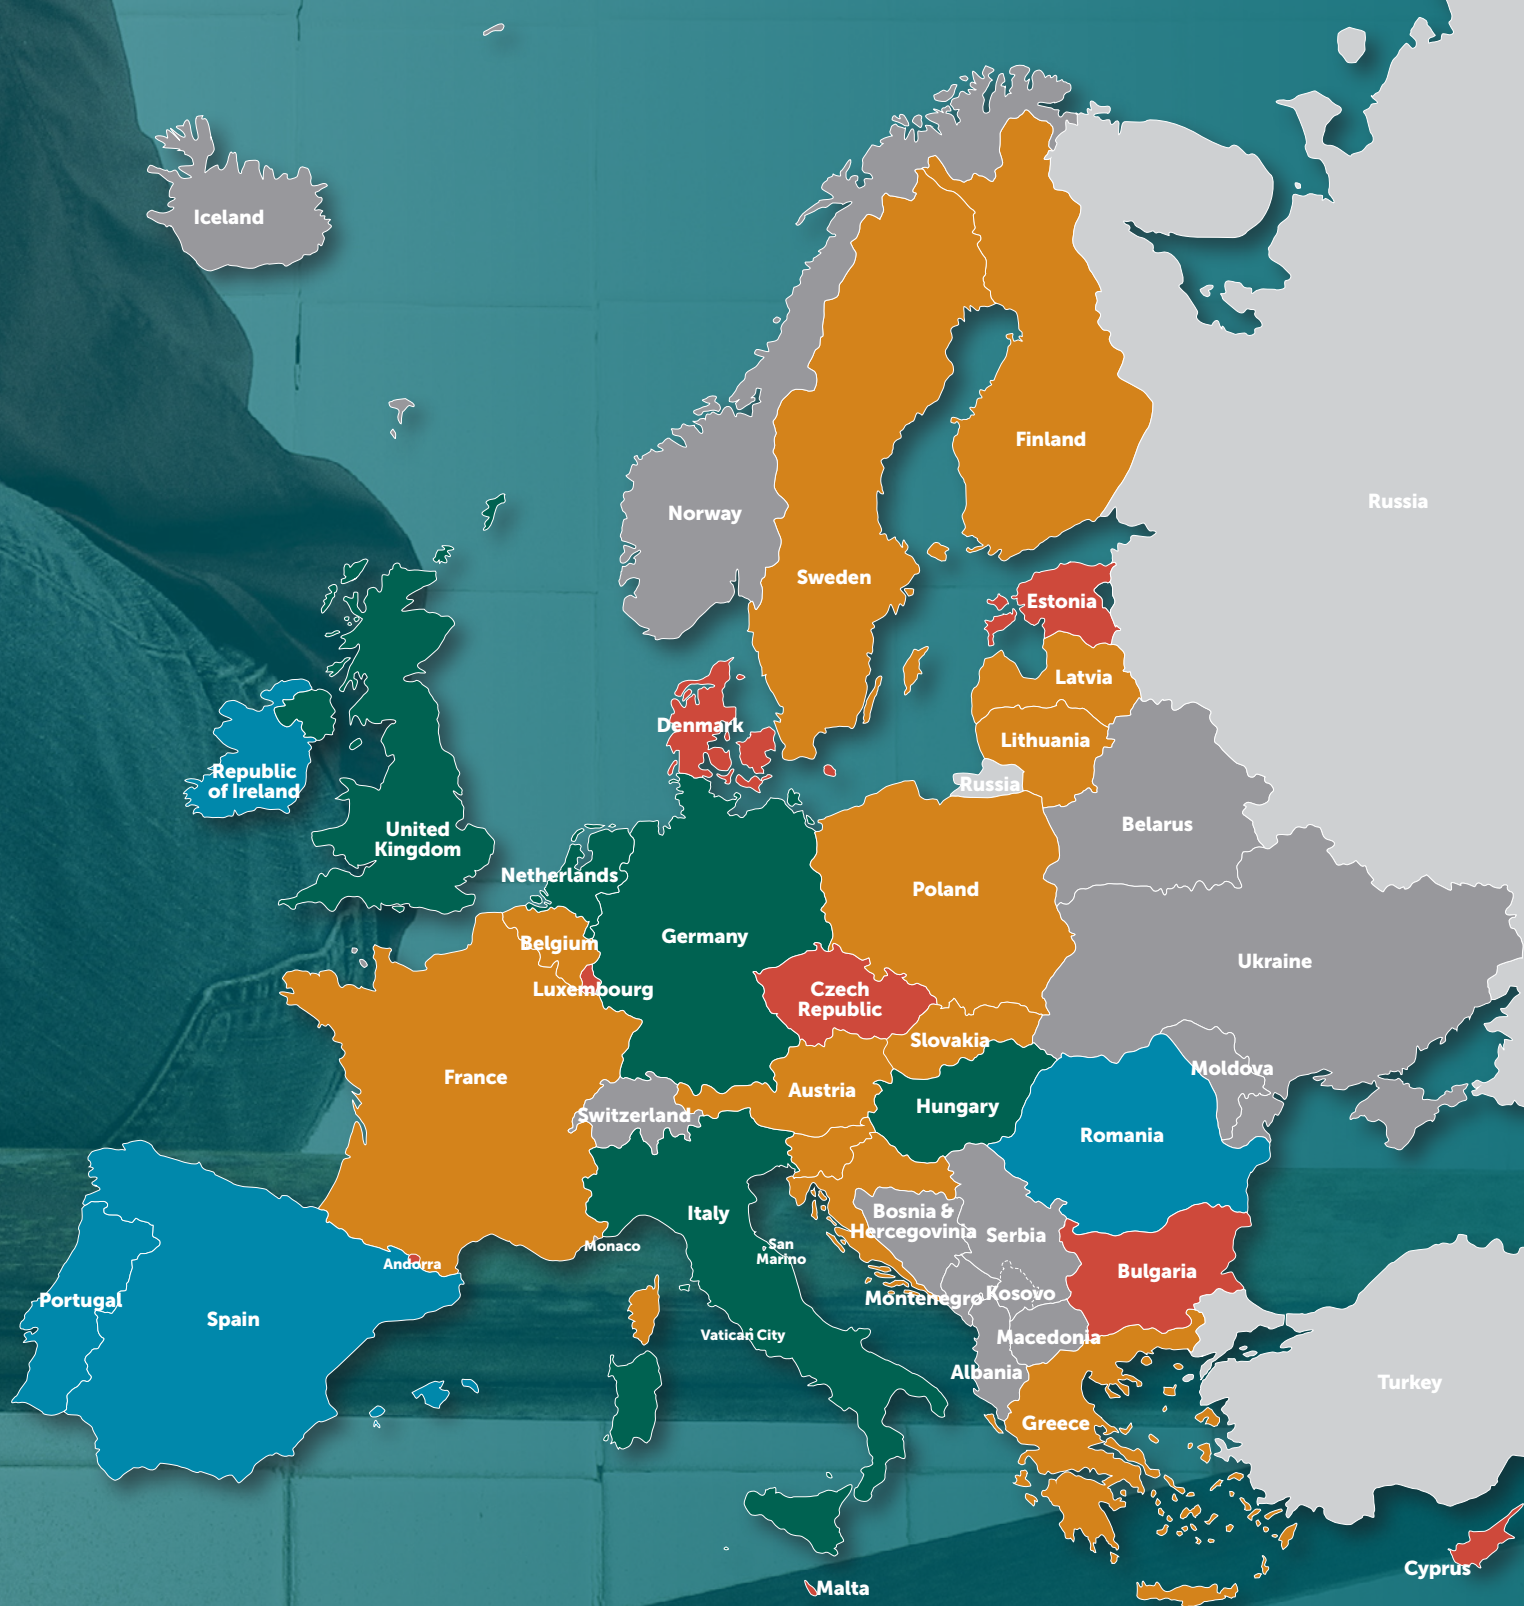 Iceland
Norway
Finland
Russia
Sweden
Estonia
Latvia
Denmark
Lithuania
Russia
Republic
of Ireland
United
Kingdom
Belarus
Netherlands
Poland
Germany
Belgium
Ukraine
Luxembourg
Czech
Republic
Slovakia
Moldova
France
Austria
Hungary
Switzerland
Romania
Italy
Bosnia &
Hercegovinia
Serbia
Monaco
San
Marino
Andorra
Bulgaria
Portugal
Spain
Montenegro
Kosovo
Vatican City
Macedonia
Albania
Turkey
Greece
Cyprus
Malta